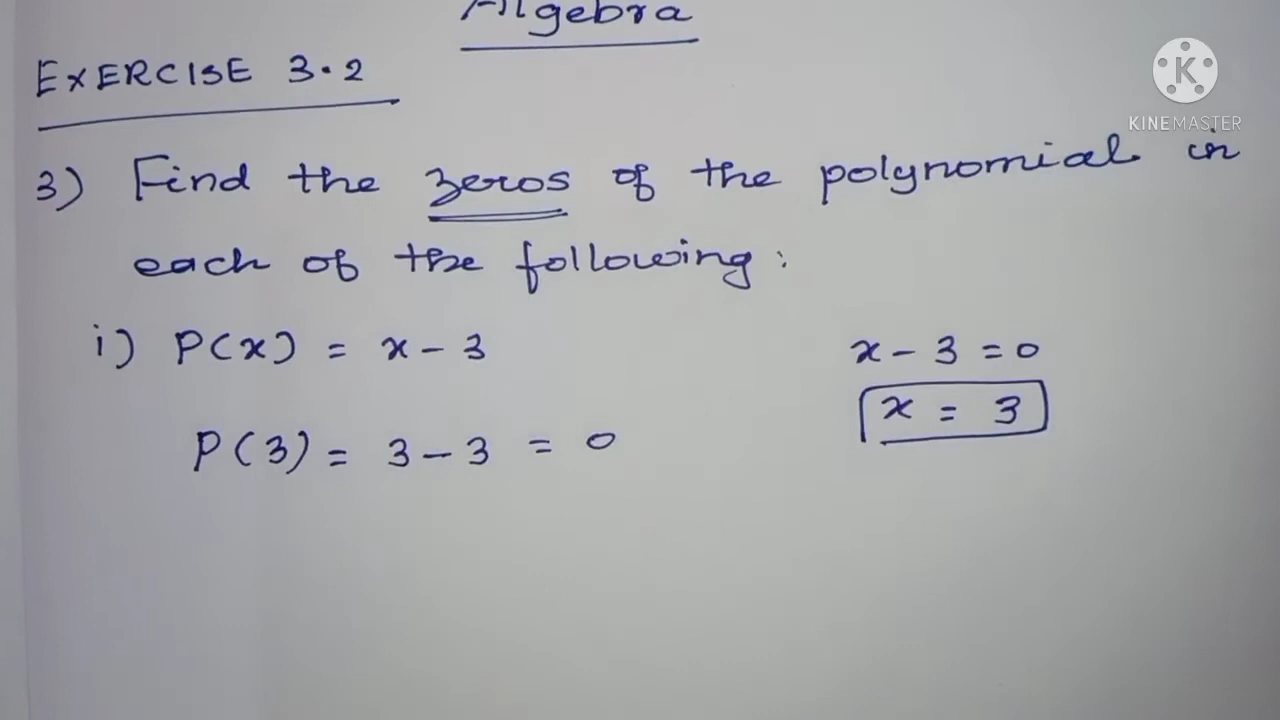 Algebra
EXERCISE 3.2
3) Find the zeros of the polynomial in
each of the following:
i) P(x) = x - 3
x - 3 = 0
x = 3
P(3) = 3 - 3 = 0
K
KINEMASTER